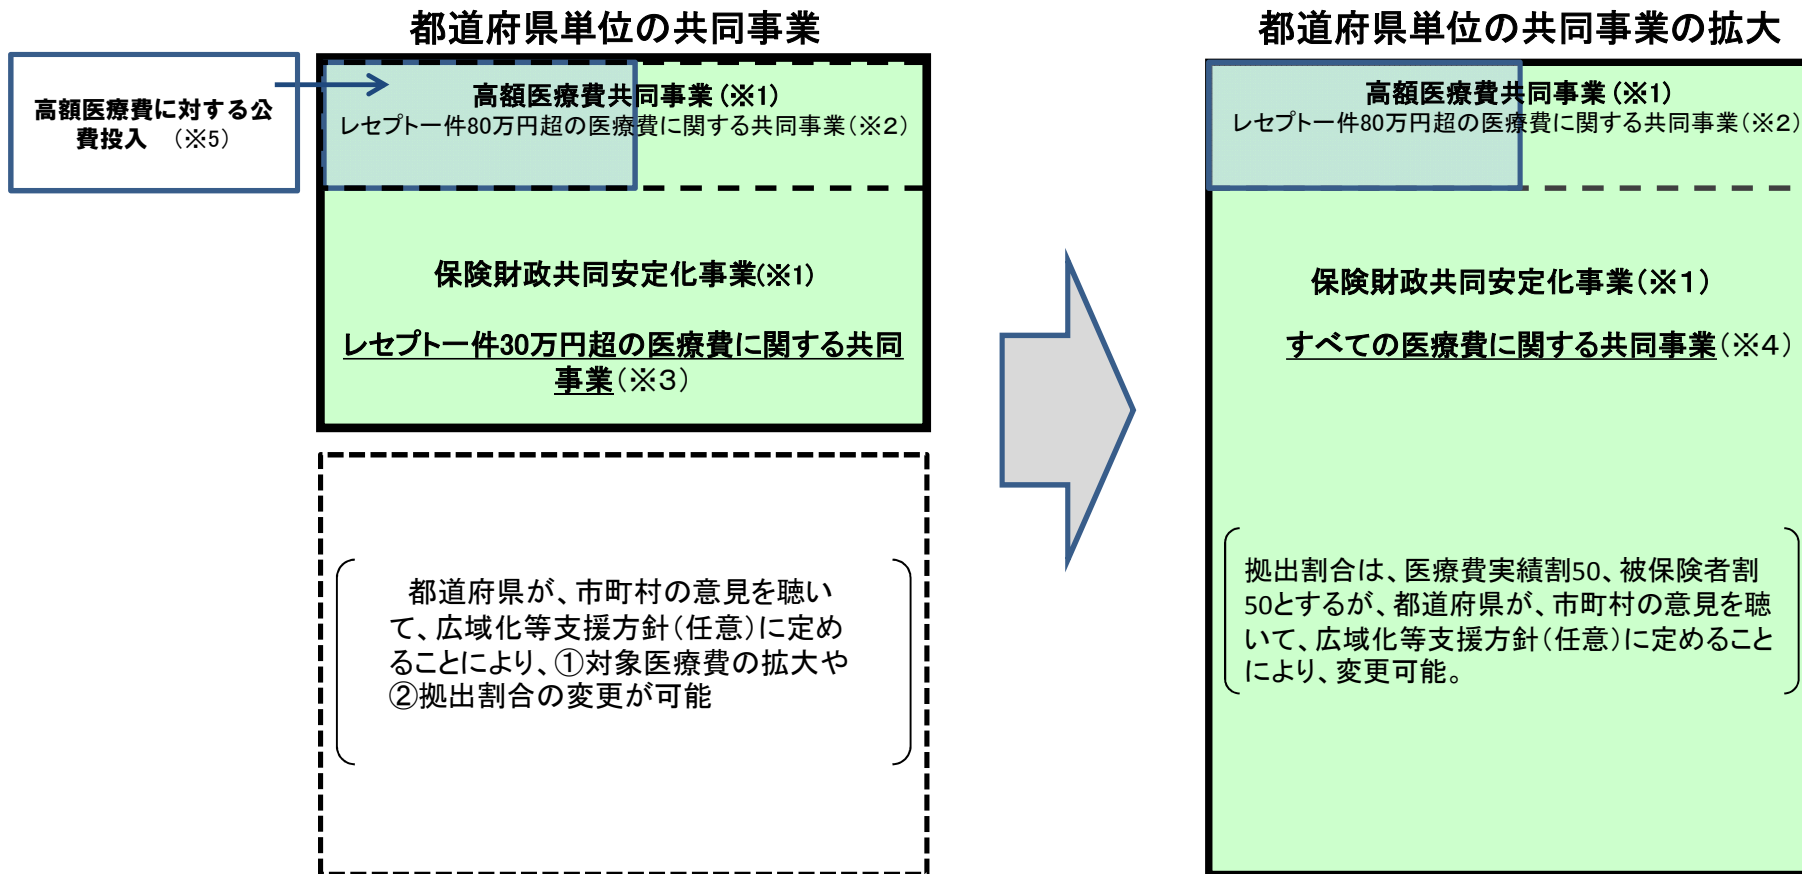 都道府県単位の共同事業
高額医療費に対する公
費投入　（※5）
高額医療費共同事業（※1）
レセプト一件80万円超の医療費に関する共同事業（※2）
保険財政共同安定化事業(※1)
レセプト一件30万円超の医療費に関する共同
事業（※3）
都道府県が、市町村の意見を聴い
て、広域化等支援方針（任意）に定め
ることにより、①対象医療費の拡大や
②拠出割合の変更が可能
都道府県単位の共同事業の拡大
高額医療費共同事業（※1）
レセプト一件80万円超の医療費に関する共同事業（※2）
保険財政共同安定化事業（※1）
すべての医療費に関する共同事業（※4）
拠出割合は、医療費実績割50、被保険者割
50とするが、都道府県が、市町村の意見を聴
いて、広域化等支援方針（任意）に定めること
により、変更可能。